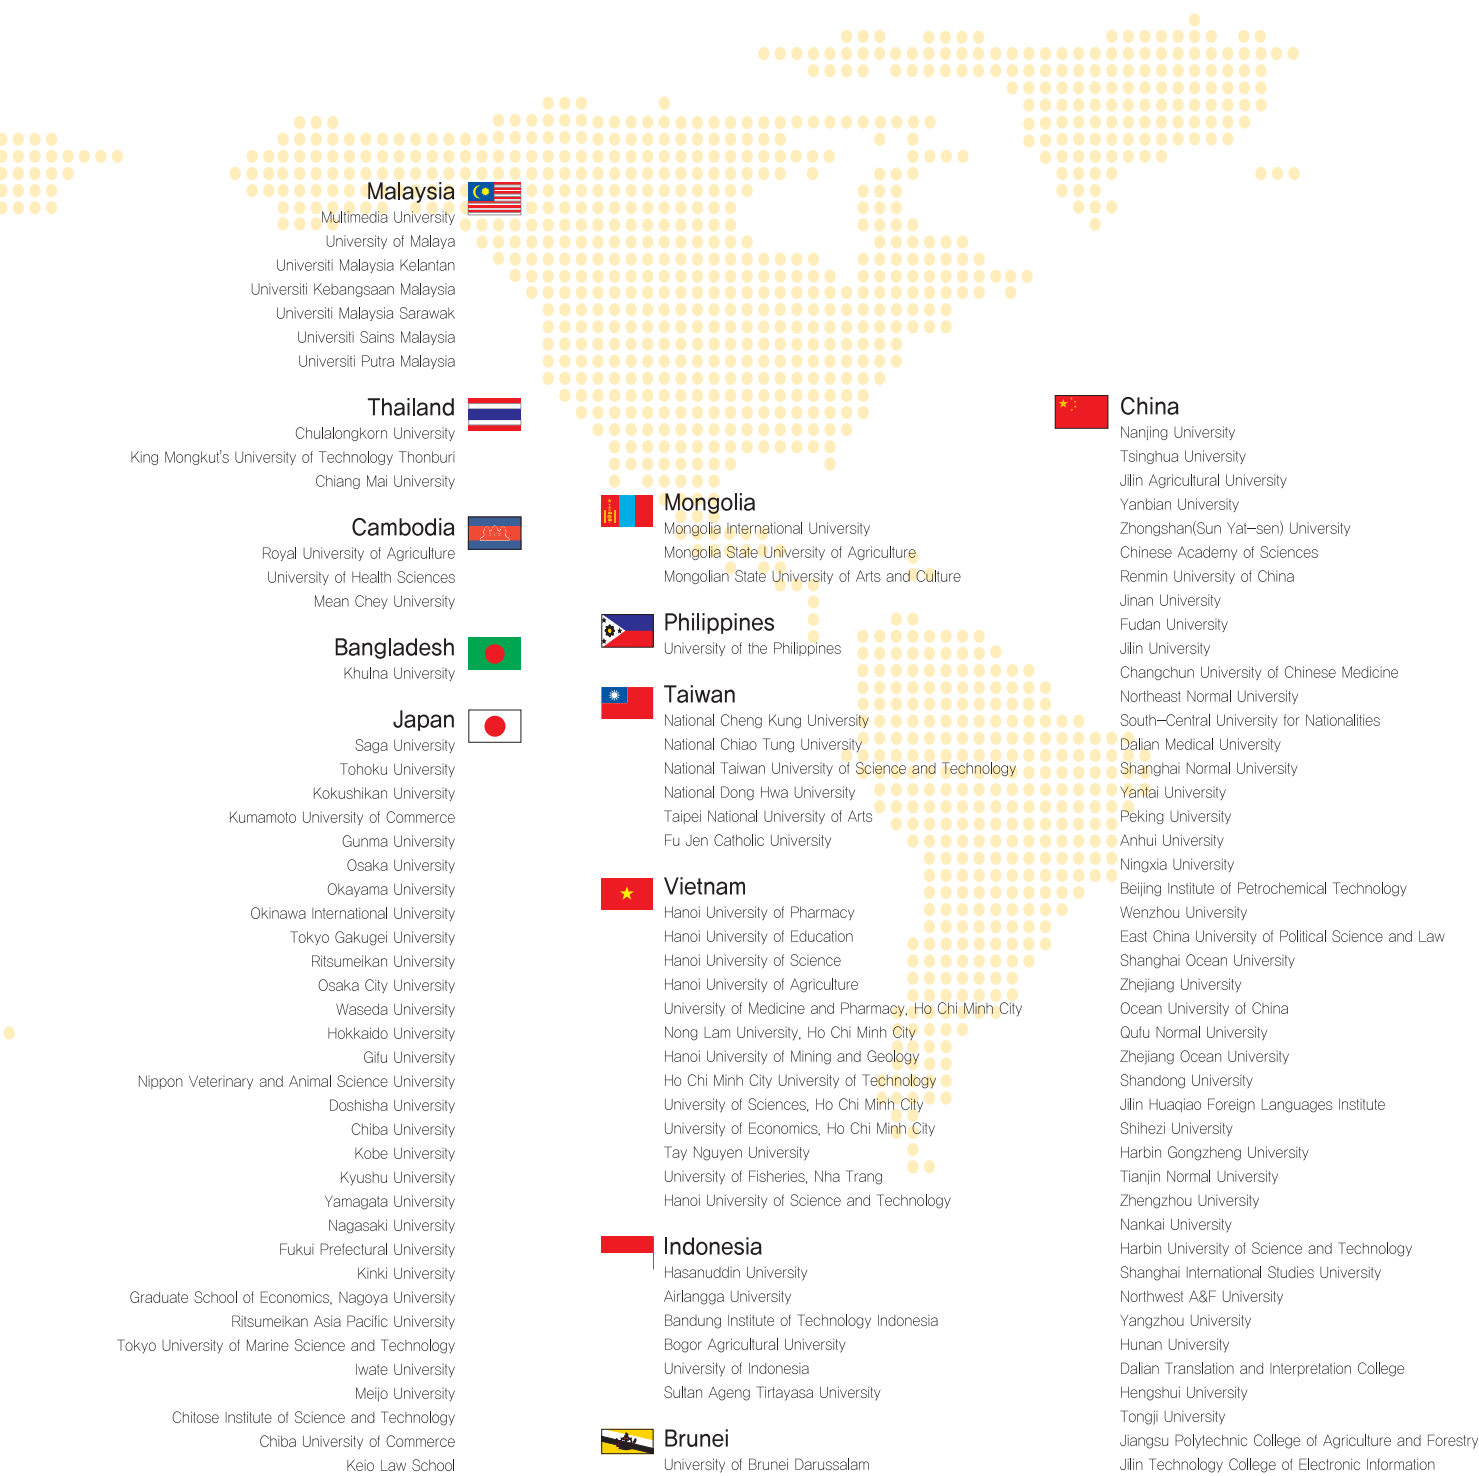 Malaysia
Multimedia University
University of Malaya
Universiti Malaysia Kelantan
Universiti Kebangsaan Malaysia
Universiti Malaysia Sarawak
Universiti Sains Malaysia
Universiti Putra Malaysia
Thailand
Chulalongkorn University
King Mongkut's University of Technology Thonburi
Chiang Mai University
Cambodia
Royal University of Agriculture
University of Health Sciences
Mean Chey University
Bangladesh
Khulna University
Japan
Saga University
Tohoku University
Kokushikan University
Kumamoto University of Commerce
Gunma University
Osaka University
Okayama University
Okinawa International University
Tokyo Gakugei University
Ritsumeikan University
Osaka City University
Waseda University
Hokkaido University
Gifu University
Nippon Veterinary and Animal Science University
Doshisha University
Chiba University
Kobe University
Kyushu University
Yamagata University
Nagasaki University
Fukui Prefectural University
Kinki University
Graduate School of Economics, Nagoya University
Ritsumeikan Asia Pacific University
Tokyo University of Marine Science and Technology
Iwate University
Meijo University
Chitose Institute of Science and Technology
Chiba University of Commerce
Keio Law School
Mongolia
Mongolia International University
Mongolia State University of Agriculture
Mongolian State University of Arts and Culture
Philippines
University of the Philippines
Taiwan
National Cheng Kung University
National Chiao Tung University
National Taiwan University of Science and Technology
National Dong Hwa University
Taipei National University of Arts
Fu Jen Catholic University
Vietnam
Hanoi University of Pharmacy
Hanoi University of Education
Hanoi University of Science
Hanoi University of Agriculture
University of Medicine and Pharmacy, Ho Chi Minh City
Nong Lam University, Ho Chi Minh City
Hanoi University of Mining and Geology
Ho Chi Minh City University of Technology
University of Sciences, Ho Chi Minh City
University of Economics, Ho Chi Minh City
Tay Nguyen University
University of Fisheries, Nha Trang
Hanoi University of Science and Technology
Indonesia
Hasanuddin University
Airlangga University
Bandung Institute of Technology Indonesia
Bogor Agricultural University
University of Indonesia
Sultan Ageng Tirtayasa University
Brunei
University of Brunei Darussalam
China
Nanjing University
Tsinghua University
Jilin Agricultural University
Yanbian University
Zhongshan(Sun Yat-sen) University
Chinese Academy of Sciences
Renmin University of China
Jinan University
Fudan University
Jilin University
Changchun University of Chinese Medicine
Northeast Normal University
South-Central University for Nationalities
Dalian Medical University
Shanghai Normal University
Yantai University
Peking University
Anhui University
Ningxia University
Beijing Institute of Petrochemical Technology
Wenzhou University
East China University of Political Science and Law
Shanghai Ocean University
Zhejiang University
Ocean University of China
Qufu Normal University
Zhejiang Ocean University
Shandong University
Jilin Huaqiao Foreign Languages Institute
Shihezi University
Harbin Gongzheng University
Tianjin Normal University
Zhengzhou University
Nankai University
Harbin University of Science and Technology
Shanghai International Studies University
Northwest A&F University
Yangzhou University
Hunan University
Dalian Translation and Interpretation College
Hengshui University
Tongji University
Jiangsu Polytechnic College of Agriculture and Forestry
Jilin Technology College of Electronic Information